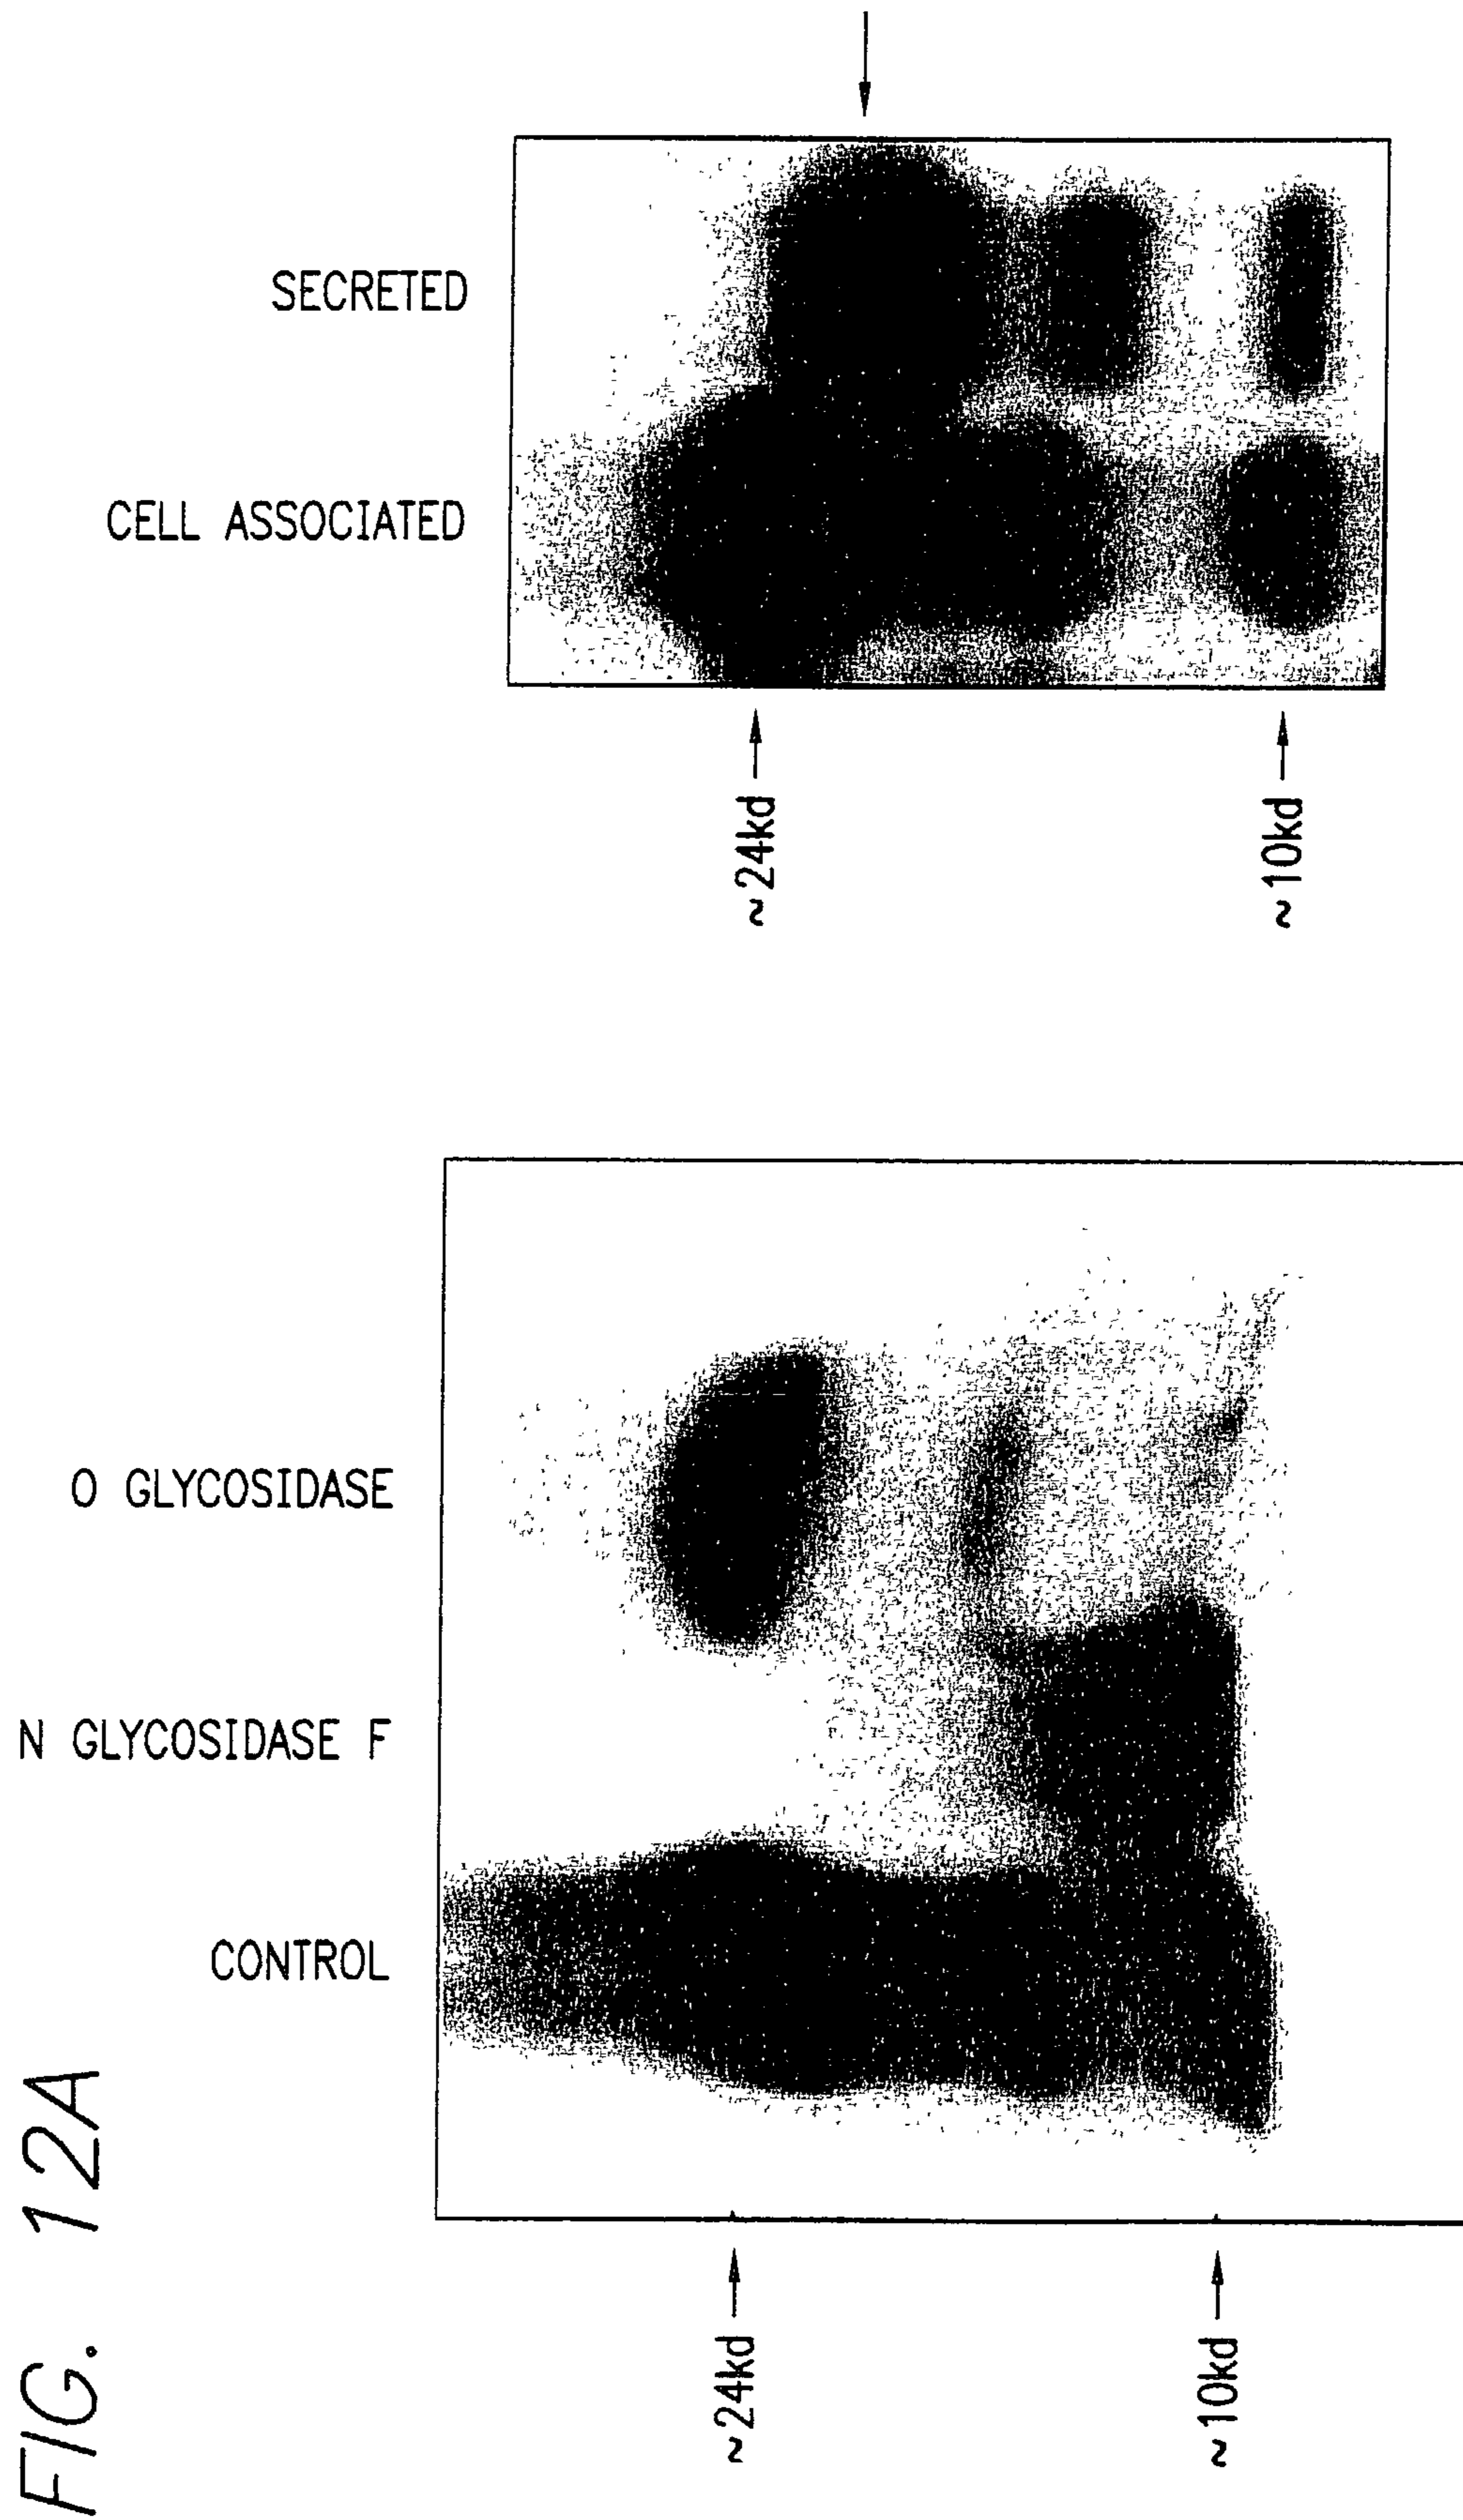 FIG. 12A
CONTROL
N GLYCOSIDASE F
O GLYCOSIDASE
~24kd
~10kd
CELL ASSOCIATED
SECRETED
~24kd
~10kd